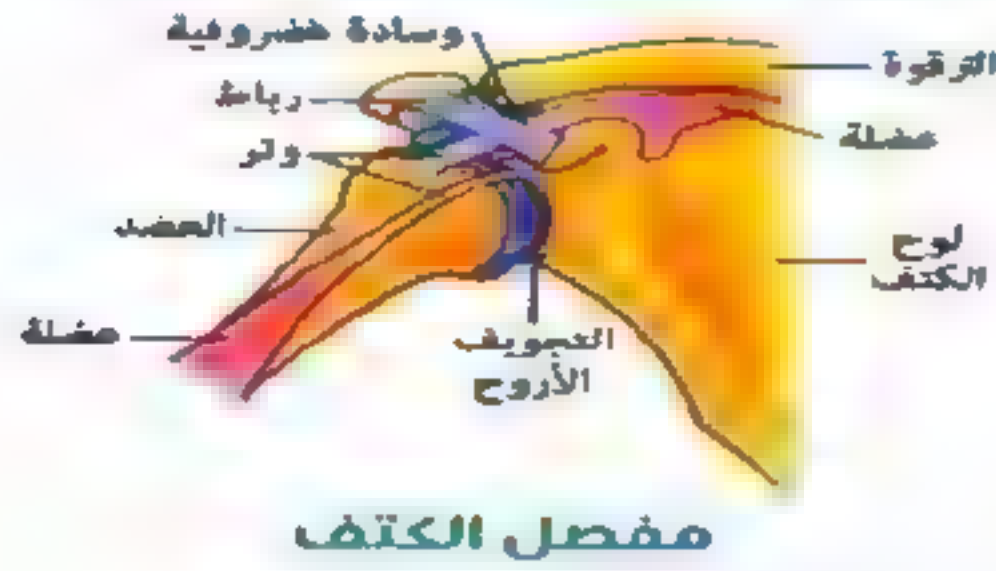 وسادة غضروفية
الترقوة
رباط
عضلة
وتر
العضد
لوح
الكتف
عضلة
التجويف
الأروح
مفصل الكتف